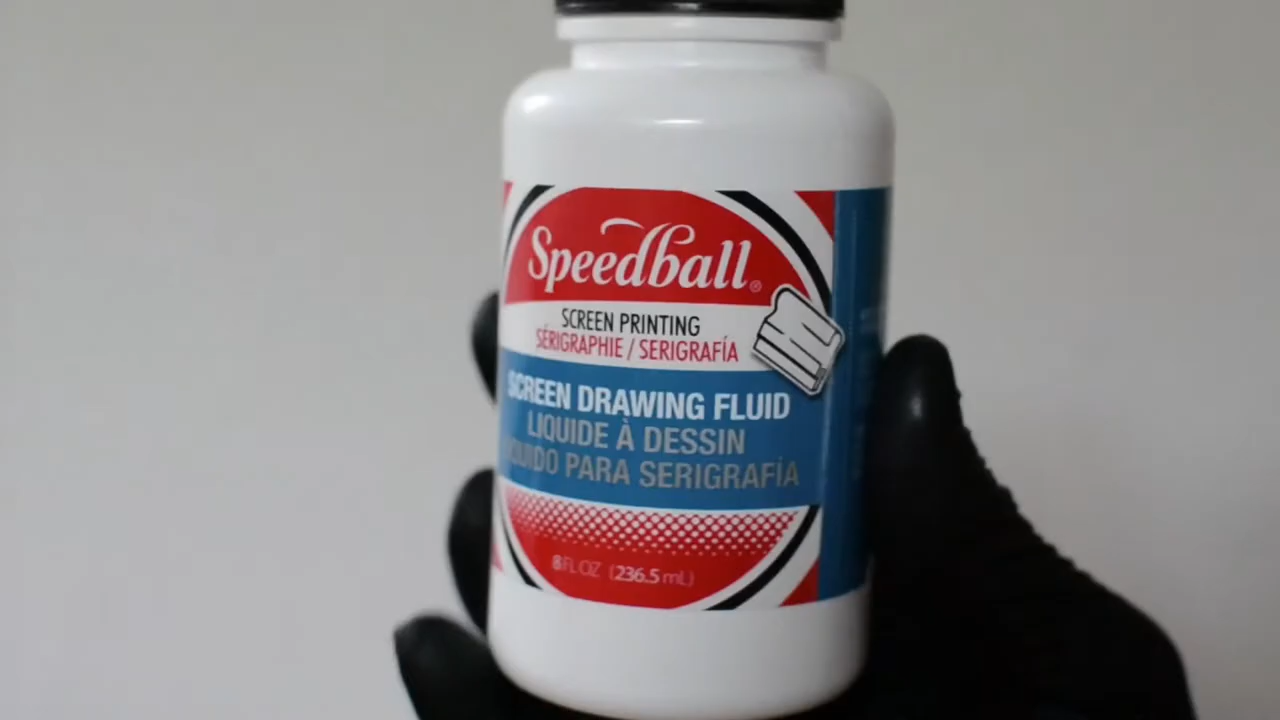 Speedball®
SCREEN PRINTING
SÉRIGRAPHIE / SERIGRAFÍA
SCREEN DRAWING FLUID
LIQUIDE À DESSIN
PARA SERIGRAFÍA
8 FL OZ (236.5 mL)